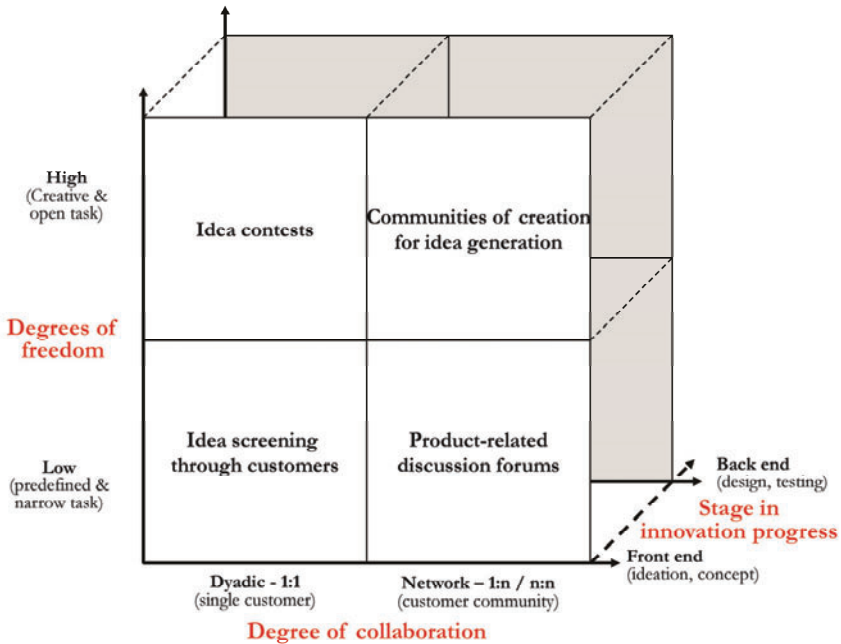 High
(Creative &
open task)
Idea contests
Communities of creation
for idea generation
Degrees of
freedom
Low
(predefined &
narrow task)
Idea screening
through customers
Product-related
discussion forums
Back end
(design, testing)
Stage in
innovation progress
Front end
(ideation, concept)
Dyadic - 1:1
(single customer)
Network – 1:n / n:n
(customer community)
Degree of collaboration